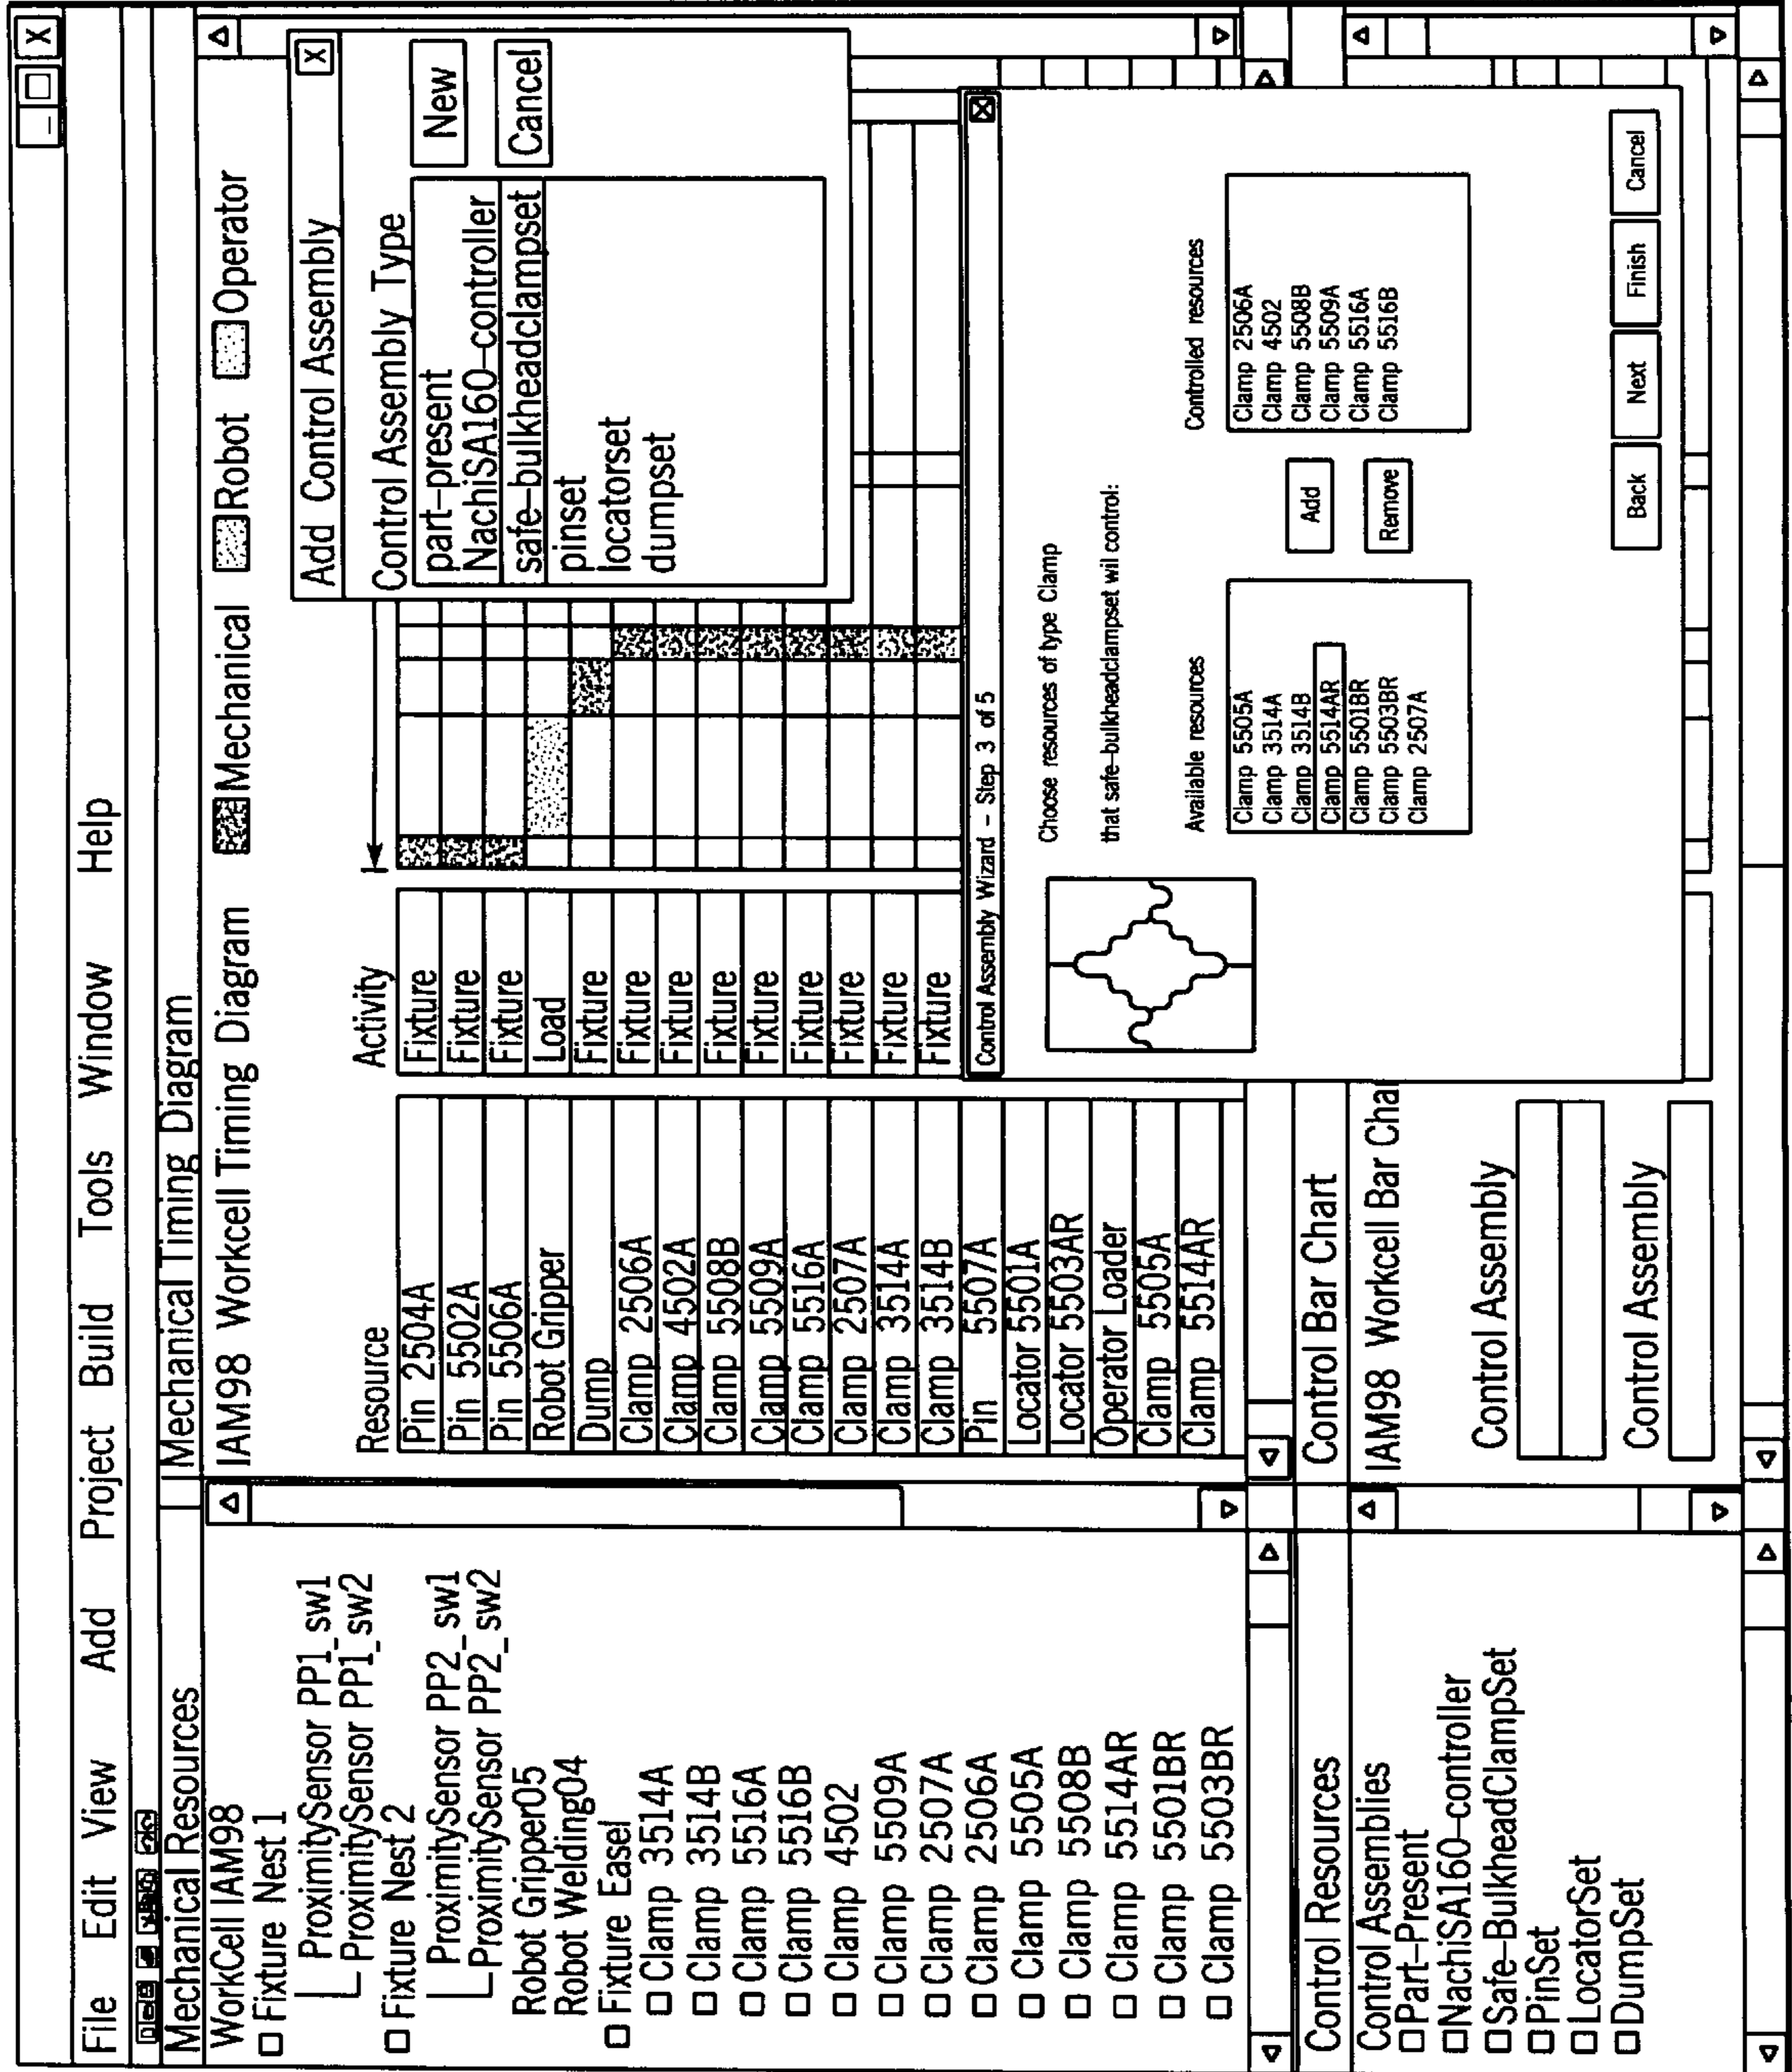 File Edit View Add Project Build Tools Window Help
Mechanical Resources
WorkCell IAM98
Fixture Nest 1
ProximitySensor PP1_sw1
ProximitySensor PP1_sw2
Fixture Nest 2
ProximitySensor PP2_sw1
ProximitySensor PP2_sw2
Robot Gripper05
Robot Welding04
Fixture Easel
Clamp 3514A
Clamp 3514B
Clamp 5516A
Clamp 5516B
Clamp 4502
Clamp 5509A
Clamp 2507A
Clamp 2506A
Clamp 5505A
Clamp 5508B
Clamp 5514AR
Clamp 5501BR
Clamp 5503BR
Control Resources
Control Assemblies
Part-Present
NachiSA160-controller
Safe-BulkheadClampSet
PinSet
LocatorSet
DumpSet
Mechanical Timing Diagram
IAM98 Workcell Timing Diagram Mechanical Robot Operator
Resource Activity
Pin 2504A Fixture
Pin 5502A Fixture
Pin 5506A Fixture
Robot Gripper Load
Dump Fixture
Clamp 2506A Fixture
Clamp 4502A Fixture
Clamp 5508B Fixture
Clamp 5509A Fixture
Clamp 5516A Fixture
Clamp 2507A Fixture
Clamp 3514A Fixture
Clamp 3514B Fixture
Pin 5507A
Locator 5501A
Locator 5503AR
Operator Loader
Clamp 5505A
Clamp 5514AR
Control Bar Chart
IAM98 Workcell Bar Char
Control Assembly
Control Assembly
Add Control Assembly X
Control Assembly Type
part-present
NachiSA160-controller
safe-bulkheadclampset
pinset
locatorset
dumpset
New
Cancel
Control Assembly Wizard - Step 3 of 5
Choose resources of type Clamp
that safe-bulkheadclampset wil control:
Available resources
Clamp 5505A
Clamp 3514A
Clamp 3514B
Clamp 5514AR
Clamp 5501BR
Clamp 5503BR
Clamp 2507A
Add
Remove
Controlled resources
Clamp 2506A
Clamp 4502
Clamp 5508B
Clamp 5509A
Clamp 5516A
Clamp 5516B
Back Next Finish Cancel